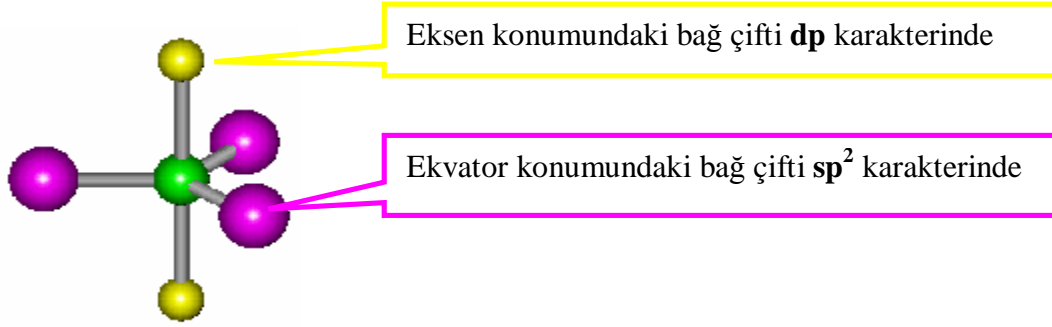 Eksen konumundaki bağ çifti dp karakterinde
Ekvator konumundaki bağ çifti sp² karakterinde